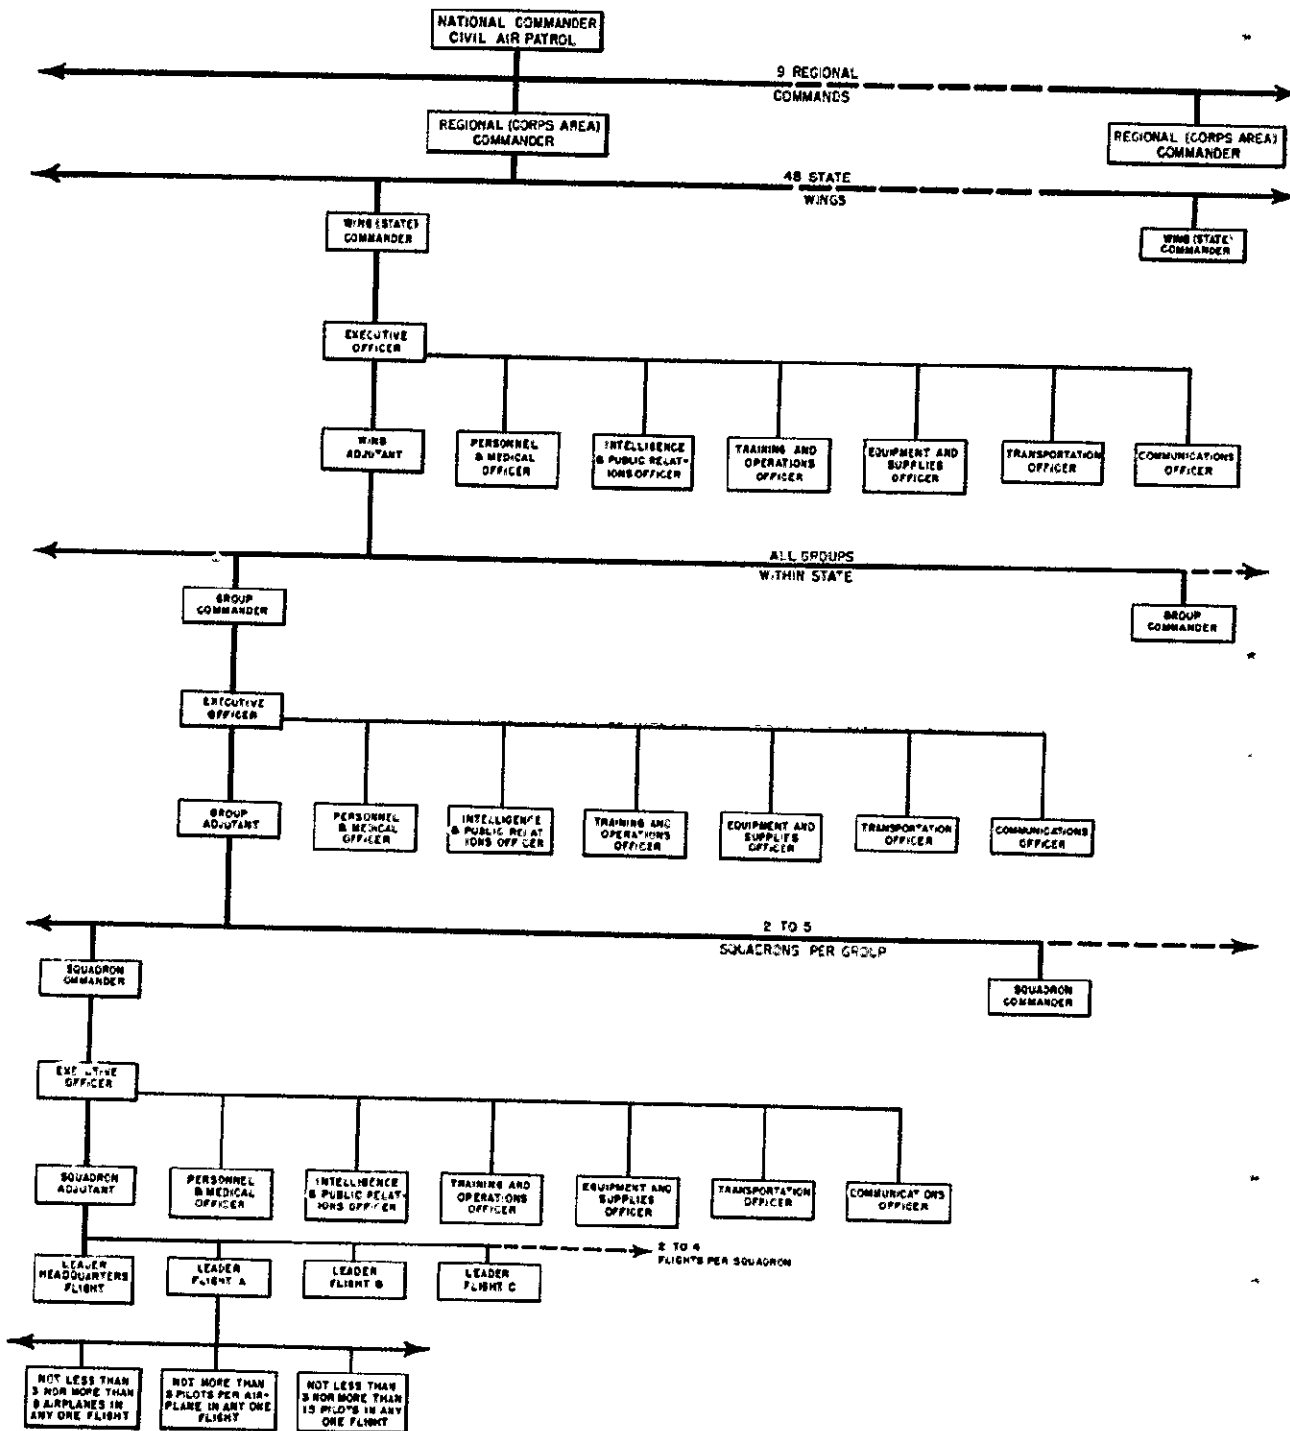 NATIONAL COMMANDER
CIVIL AIR PATROL
9 REGIONAL
COMMANDS
REGIONAL (CORPS AREA)
COMMANDER
REGIONAL (CORPS AREA)
COMMANDER
48 STATE
WINGS
WING (STATE)
COMMANDER
WING (STATE)
COMMANDER
EXECUTIVE
OFFICER
WING
ADJUTANT
PERSONNEL
& MEDICAL
OFFICER
INTELLIGENCE
& PUBLIC RELAT-
IONS OFFICER
TRAINING AND
OPERATIONS
OFFICER
EQUIPMENT AND
SUPPLIES
OFFICER
TRANSPORTATION
OFFICER
COMMUNICATIONS
OFFICER
ALL GROUPS
WITHIN STATE
GROUP
COMMANDER
GROUP
COMMANDER
EXECUTIVE
OFFICER
GROUP
ADJUTANT
PERSONNEL
& MEDICAL
OFFICER
INTELLIGENCE
& PUBLIC RELAT
IONS OFFICER
TRAINING AND
OPERATIONS
OFFICER
EQUIPMENT AND
SUPPLIES
OFFICER
TRANSPORTATION
OFFICER
COMMUNICATIONS
OFFICER
2 TO 5
SQUADRONS PER GROUP
SQUADRON
OMMANDER
SQUADRON
COMMANDER
EXECUTIVE
OFFICER
SQUADRON
ADJUTANT
PERSONNEL
& MEDICAL
OFFICER
INTELLIGENCE
& PUBLIC RELAT-
IONS OFFICER
TRAINING AND
OPERATIONS
OFFICER
EQUIPMENT AND
SUPPLIES
OFFICER
TRANSPORTATION
OFFICER
COMMUNICATIONS
OFFICER
2 TO 4
FLIGHTS PER SQUADRON
LEADER
HEADQUARTERS
FLIGHT
LEADER
FLIGHT A
LEADER
FLIGHT B
LEADER
FLIGHT C
NOT LESS THAN
3 NOR MORE THAN
AIRPLANES IN
ANY ONE FLIGHT
NOT MORE THAN
PILOTS PER AIR-
PLANE IN ANY ONE
FLIGHT
NOT LESS THAN
NOR MORE THAN
15 PILOTS IN ANY
ONE FLIGHT